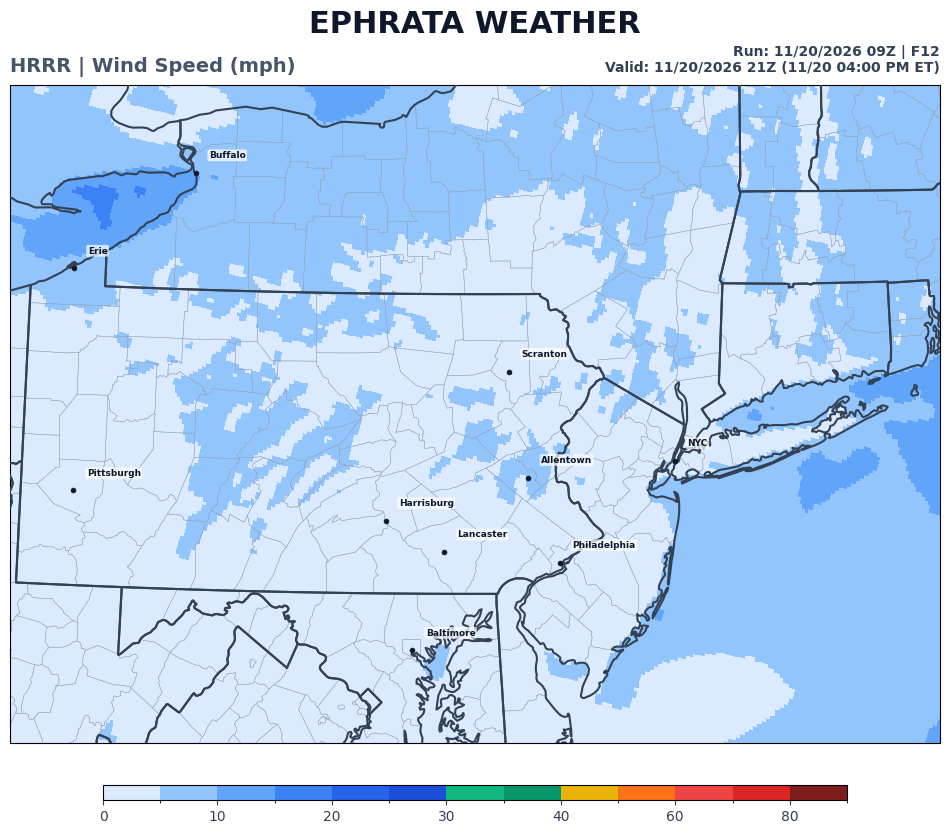 EPHRATA WEATHER
HRRR | Wind Speed (mph)
Run: 11/20/2026 09Z | F12
Valid: 11/20/2026 21Z (11/20 04:00 PM ET)
Buffalo
Erie
Scranton
NYC
Allentown
Pittsburgh
Harrisburg
Lancaster
Philadelphia
Baltimore
0 10 20 30 40 50 60 70 80